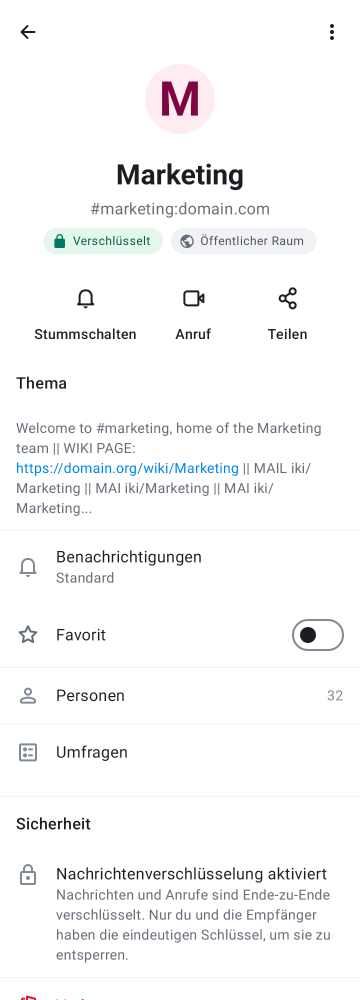 M
Marketing
#marketing:domain.com
Verschlüsselt
Öffentlicher Raum
Stummschalten
Anruf
Teilen
Thema
Welcome to #marketing, home of the Marketing
team || WIKI PAGE:
https://domain.org/wiki/Marketing || MAIL iki/
Marketing || MAI iki/Marketing || MAI iki/
Marketing...
Benachrichtigungen
Standard
Favorit
Personen
32
Umfragen
Sicherheit
Nachrichtenverschlüsselung aktiviert
Nachrichten und Anrufe sind Ende-zu-Ende
verschlüsselt. Nur du und die Empfänger
haben die eindeutigen Schlüssel, um sie zu
entsperren.